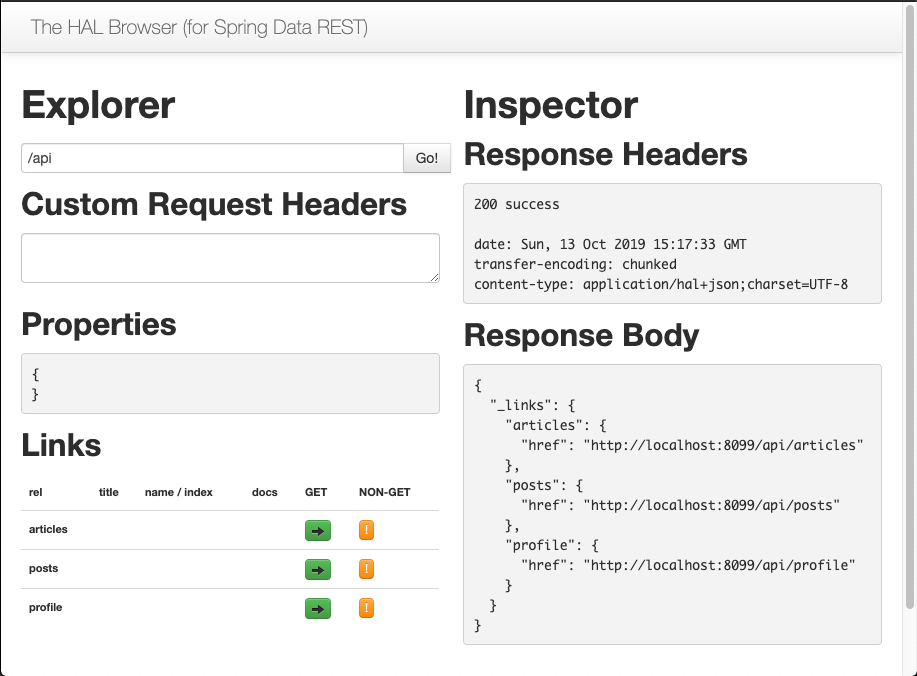 The HAL Browser (for Spring Data REST)
Explorer
/api
Go!
Custom Request Headers
Properties
{
}
Links
rel title name / index docs GET NON-GET
articles ➔ !
posts ➔ !
profile ➔ !
Inspector
Response Headers
200 success
date: Sun, 13 Oct 2019 15:17:33 GMT
transfer-encoding: chunked
content-type: application/hal+json;charset=UTF-8
Response Body
{
  "_links": {
    "articles": {
      "href": "http://localhost:8099/api/articles"
    },
    "posts": {
      "href": "http://localhost:8099/api/posts"
    },
    "profile": {
      "href": "http://localhost:8099/api/profile"
    }
  }
}